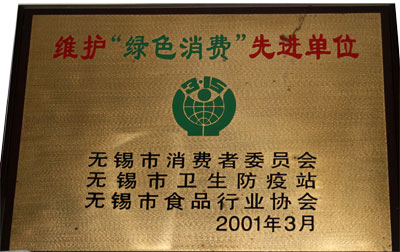 维护“绿色消费”先进单位
3·15
无锡市消费者委员会
无锡市卫生防疫站
无锡市食品行业协会
2001年3月